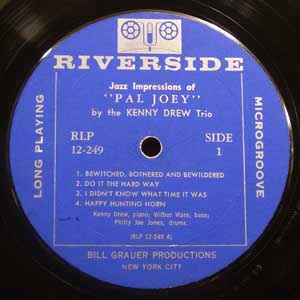 RIVERSIDE
Jazz Impressions of
"PAL JOEY"
by the KENNY DREW Trio
LONG PLAYING
MICROGROOVE
RLP
12-249
SIDE
1
1. BEWITCHED, BOTHERED AND BEWILDERED
2. DO IT THE HARD WAY
3. I DIDN'T KNOW WHAT TIME IT WAS
4. HAPPY HUNTING HORN
Kenny Drew, piano; Wilbur Ware, bass;
Philly Joe Jones, drums.
(RLP 12-249 A)
BILL GRAUER PRODUCTIONS
NEW YORK CITY